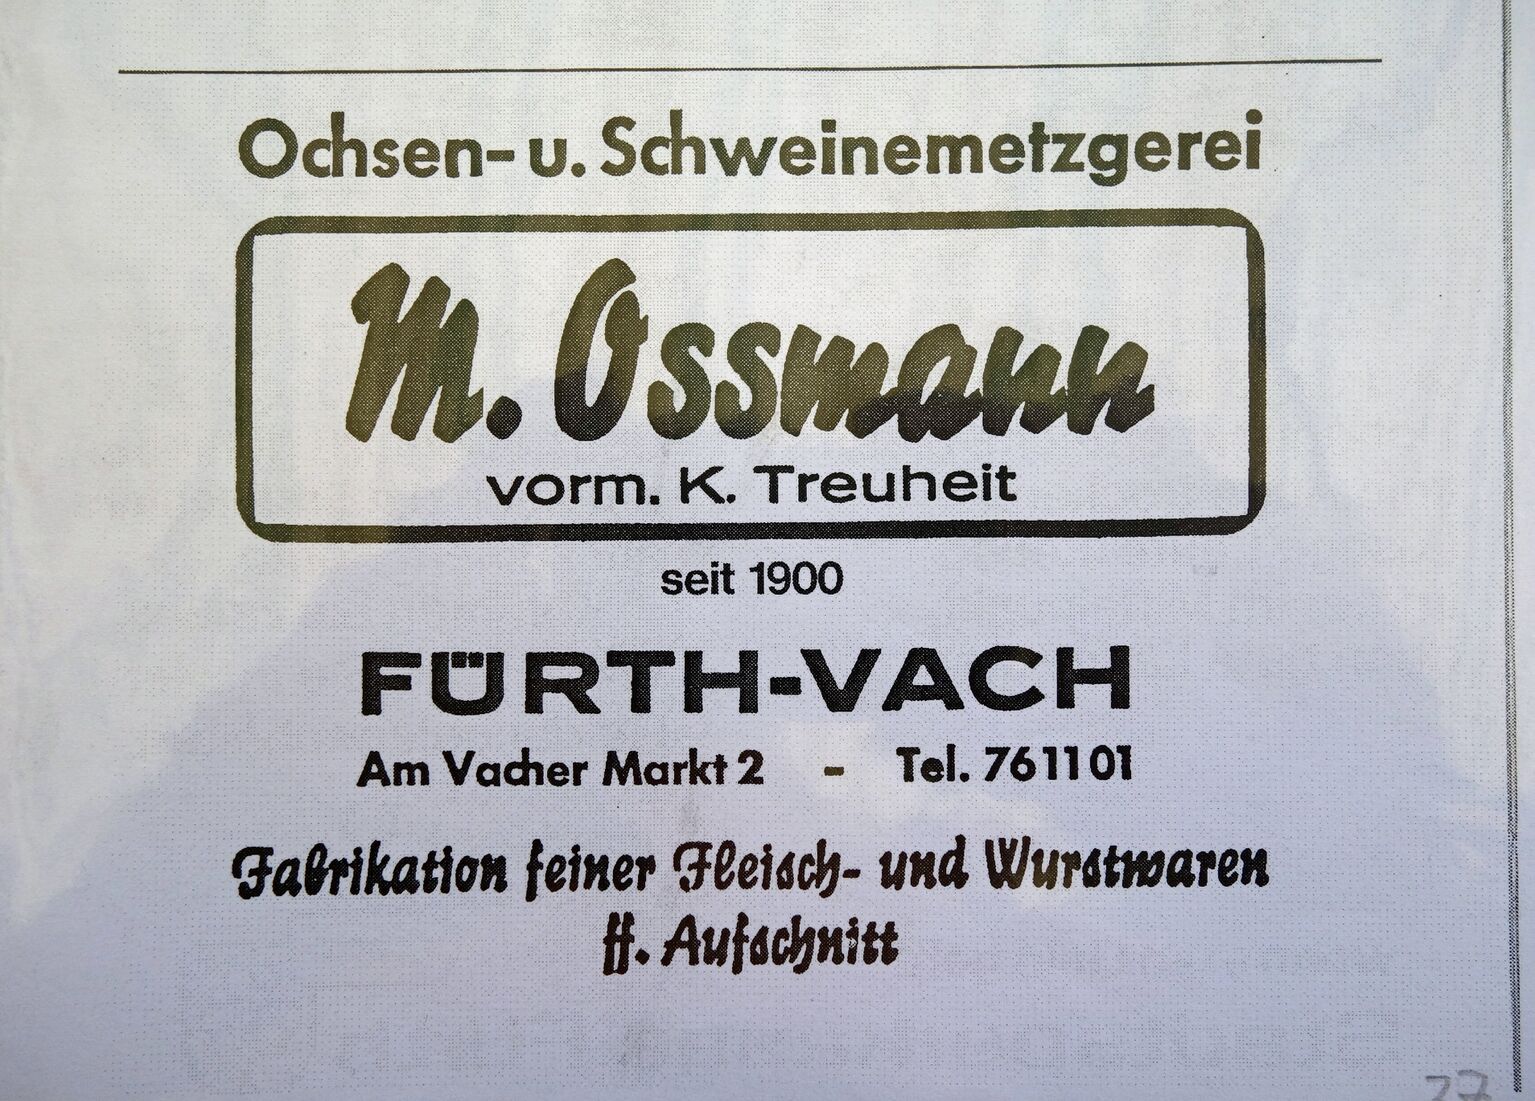 Ochsen- u. Schweinemetzgerei
M. Ossmann
vorm. K. Treuheit
seit 1900
FÜRTH-VACH
Am Vacher Markt 2 - Tel. 761101
Fabrikation feiner Fleisch- und Wurstwaren
ff. Aufschnitt
27